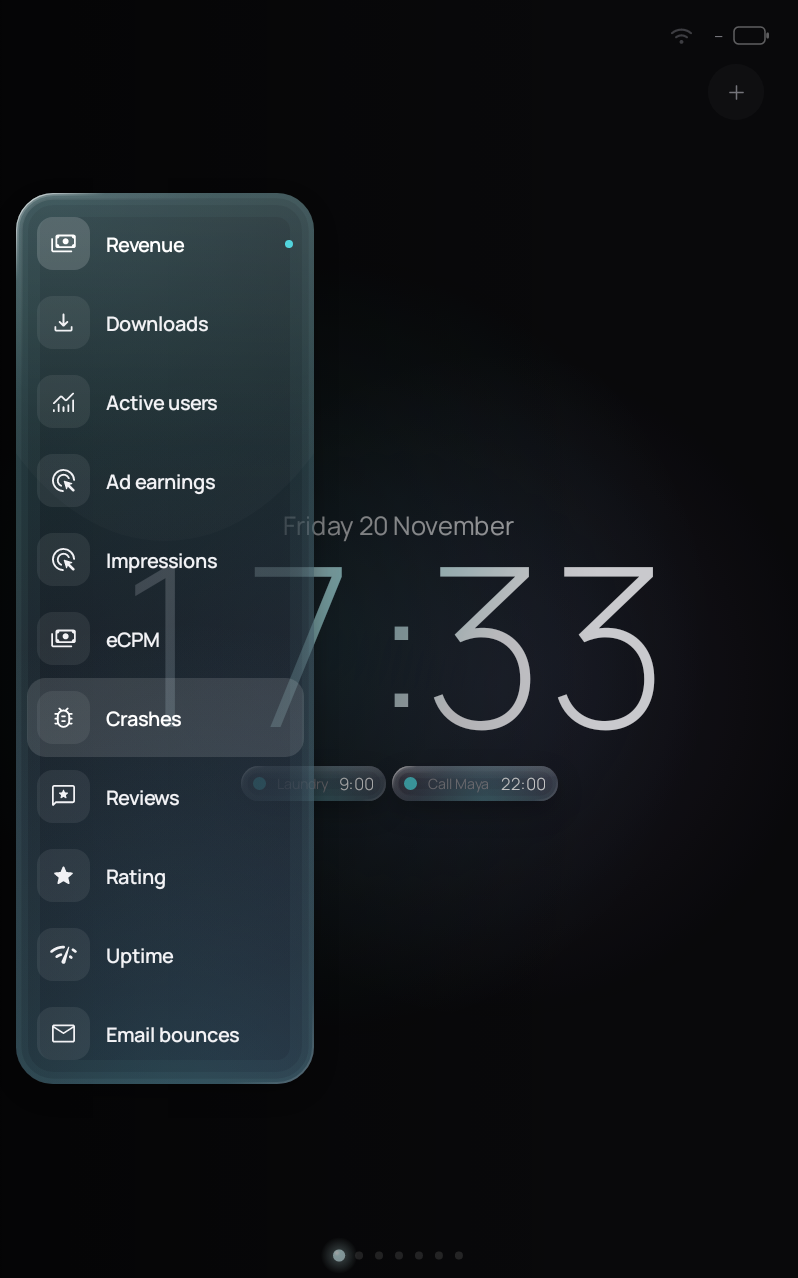 Revenue
Downloads
Active users
Ad earnings
Friday 20 November
Impressions
17:33
eCPM
Crashes
Laundry 9:00
Call Maya 22:00
Reviews
Rating
Uptime
Email bounces